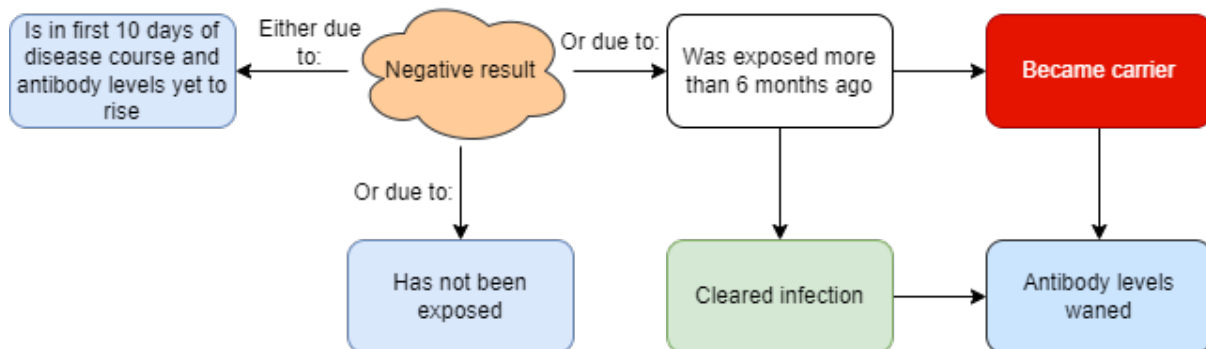 Is in first 10 days of
disease course and
antibody levels yet to
rise
Either due
to:
Negative result
Or due to:
Was exposed more
than 6 months ago
Became carrier
Or due to:
Has not been
exposed
Cleared infection
Antibody levels
waned